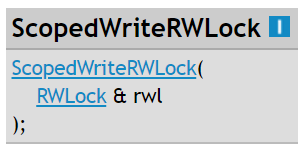 ScopedWriteRWLock I
ScopedWriteRWLock(
RWLock & rwl
);